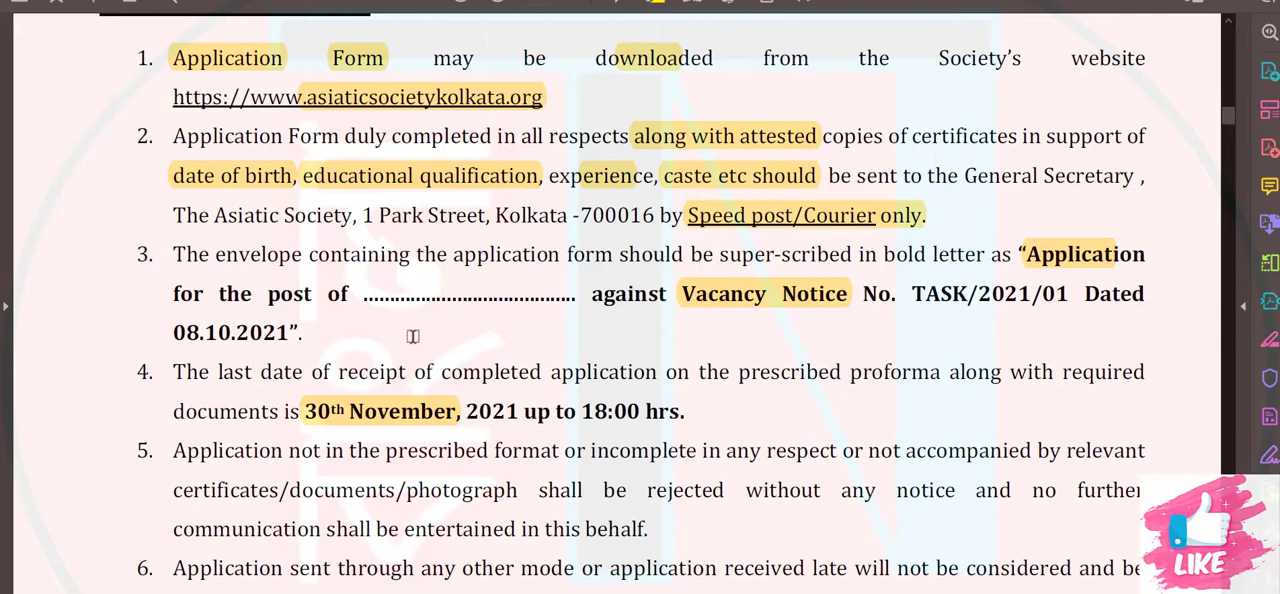 1. Application Form may be downloaded from the Society's website
https://www.asiaticsocietykolkata.org
2. Application Form duly completed in all respects along with attested copies of certificates in support of
date of birth, educational qualification, experience, caste etc should be sent to the General Secretary ,
The Asiatic Society, 1 Park Street, Kolkata -700016 by Speed post/Courier only.
3. The envelope containing the application form should be super-scribed in bold letter as “Application
for the post of ........................................ against Vacancy Notice No. TASK/2021/01 Dated
08.10.2021”.
4. The last date of receipt of completed application on the prescribed proforma along with required
documents is 30th November, 2021 up to 18:00 hrs.
5. Application not in the prescribed format or incomplete in any respect or not accompanied by relevant
certificates/documents/photograph shall be rejected without any notice and no further
communication shall be entertained in this behalf.
6. Application sent through any other mode or application received late will not be considered and be
LIKE